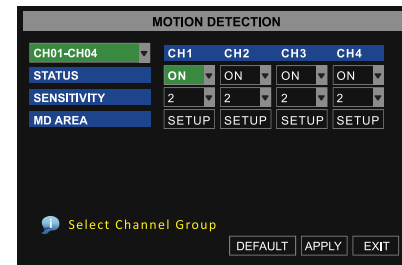 MOTION DETECTION
CH01-CH04 CH1 CH2 CH3 CH4
STATUS ON ON ON ON
SENSITIVITY 2 2 2 2
MD AREA SETUP SETUP SETUP SETUP
Select Channel Group
DEFAULT APPLY EXIT